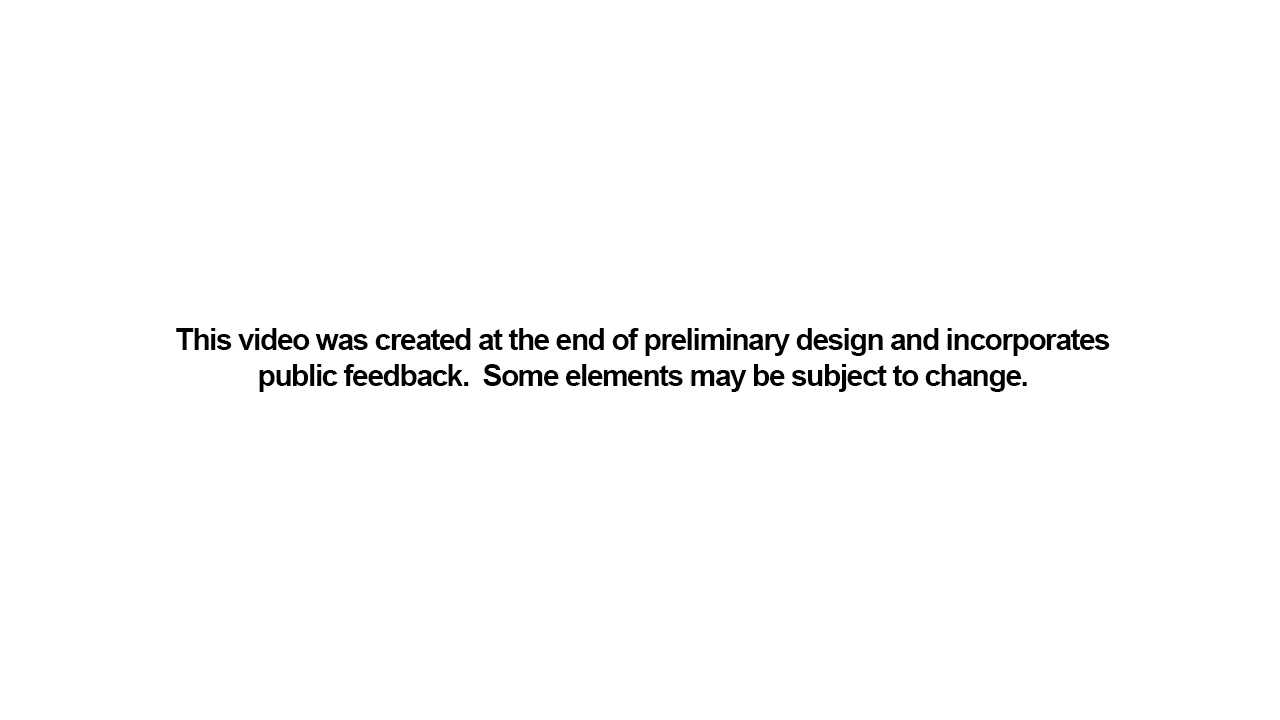 This video was created at the end of preliminary design and incorporates
public feedback.  Some elements may be subject to change.